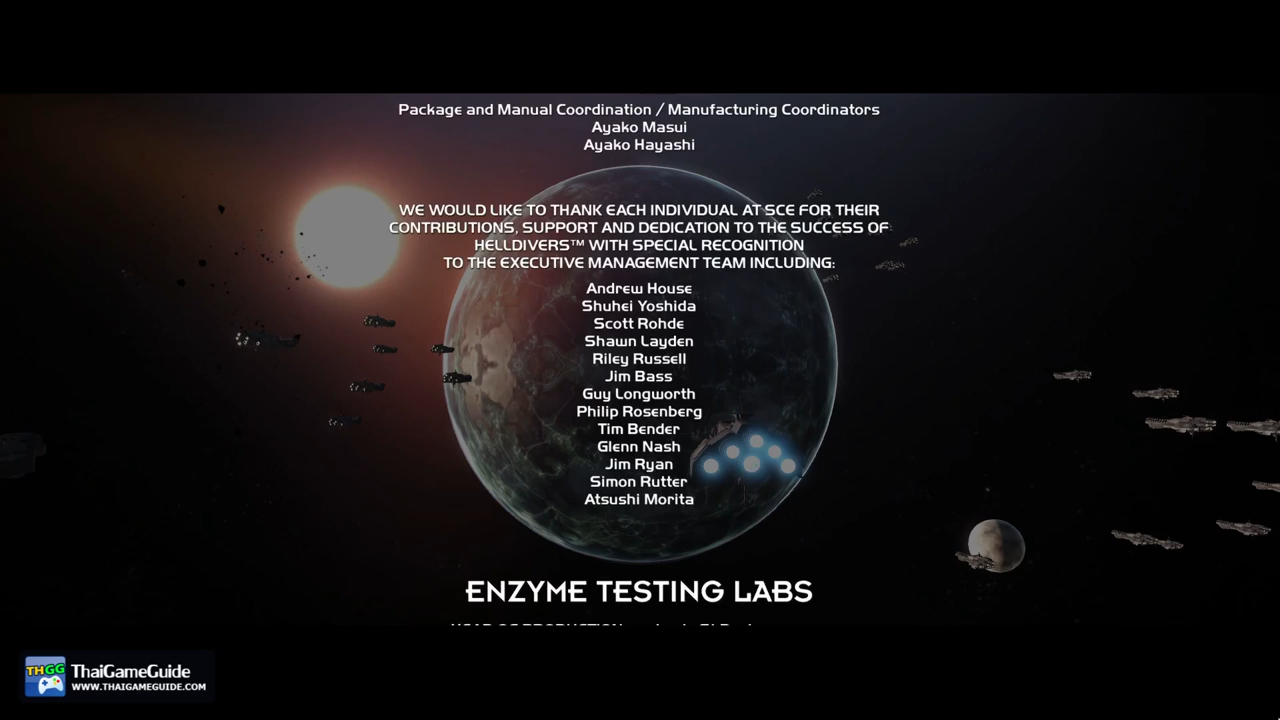 Package and Manual Coordination / Manufacturing Coordinators
Ayako Masui
Ayako Hayashi
WE WOULD LIKE TO THANK EACH INDIVIDUAL AT SCE FOR THEIR
CONTRIBUTIONS, SUPPORT AND DEDICATION TO THE SUCCESS OF
HELLDIVERS™ WITH SPECIAL RECOGNITION
TO THE EXECUTIVE MANAGEMENT TEAM INCLUDING:
Andrew House
Shuhei Yoshida
Scott Rohde
Shawn Layden
Riley Russell
Jim Bass
Guy Longworth
Philip Rosenberg
Tim Bender
Glenn Nash
Jim Ryan
Simon Rutter
Atsushi Morita
ENZYME TESTING LABS
THGG ThaiGameGuide
WWW.THAIGAMEGUIDE.COM